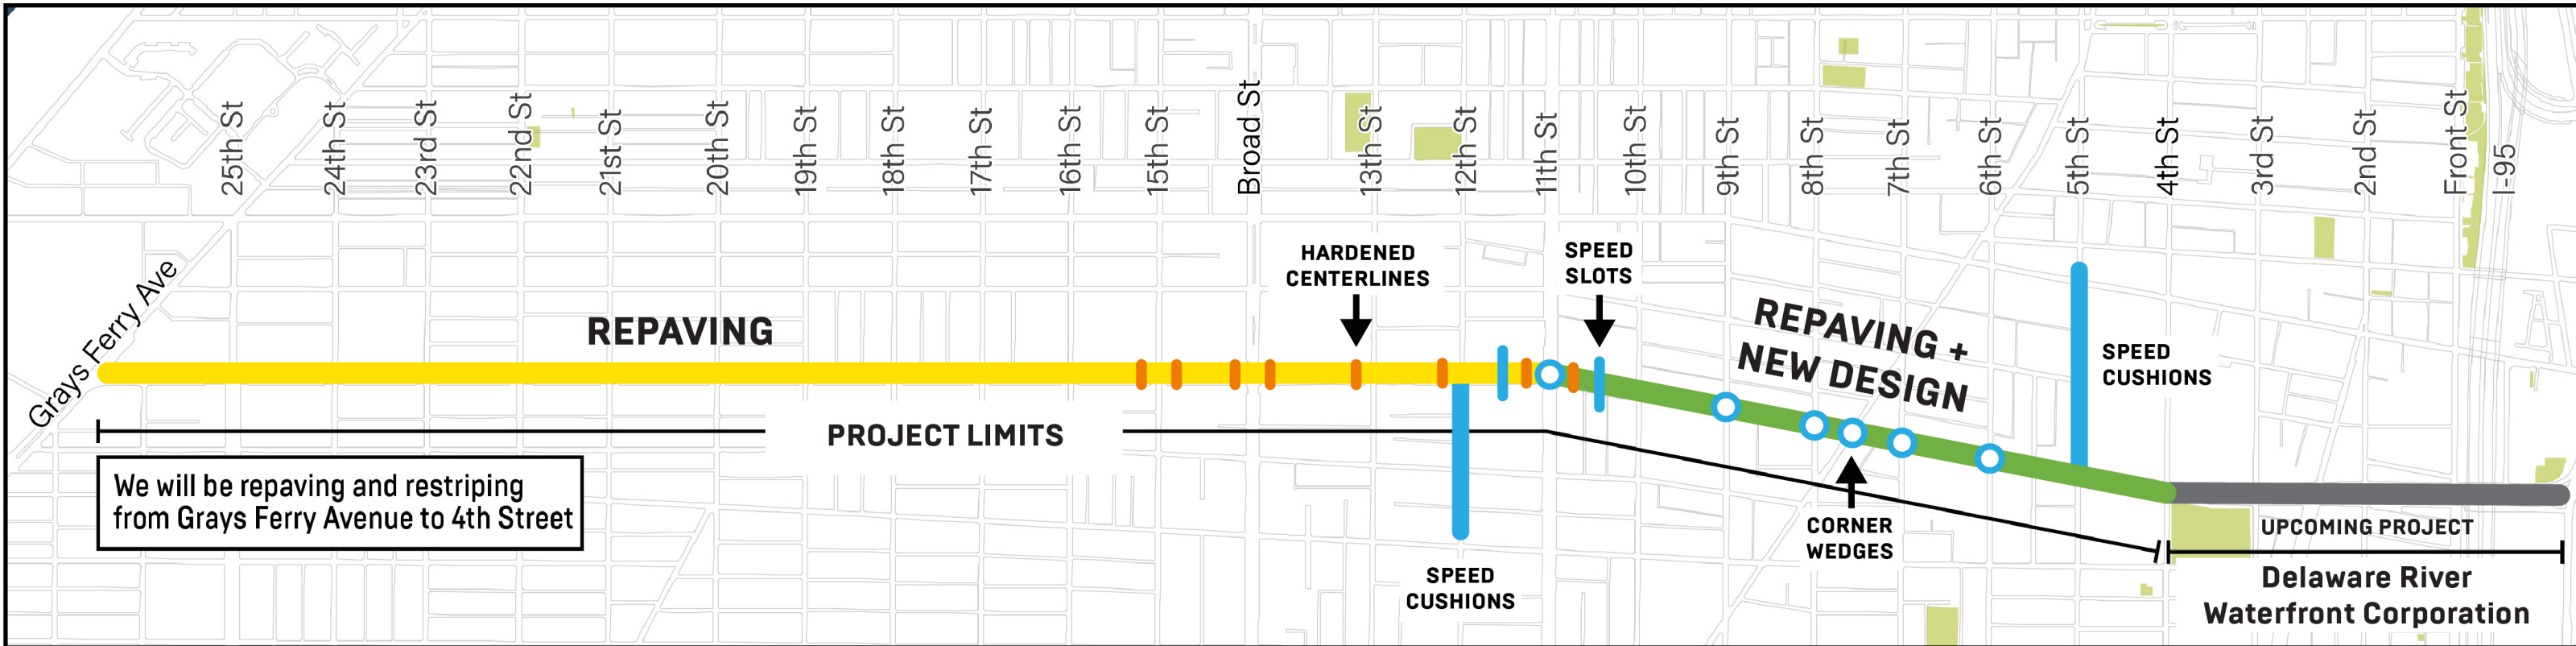 25th St
24th St
23rd St
22nd St
21st St
20th St
19th St
18th St
17th St
16th St
15th St
Broad St
13th St
12th St
11th St
10th St
9th St
8th St
7th St
6th St
5th St
4th St
3rd St
2nd St
Front St
I-95
Grays Ferry Ave
REPAVING
HARDENED
CENTERLINES
SPEED
SLOTS
REPAVING +
NEW DESIGN
SPEED
CUSHIONS
PROJECT LIMITS
We will be repaving and restriping
from Grays Ferry Avenue to 4th Street
SPEED
CUSHIONS
CORNER
WEDGES
UPCOMING PROJECT
Delaware River
Waterfront Corporation